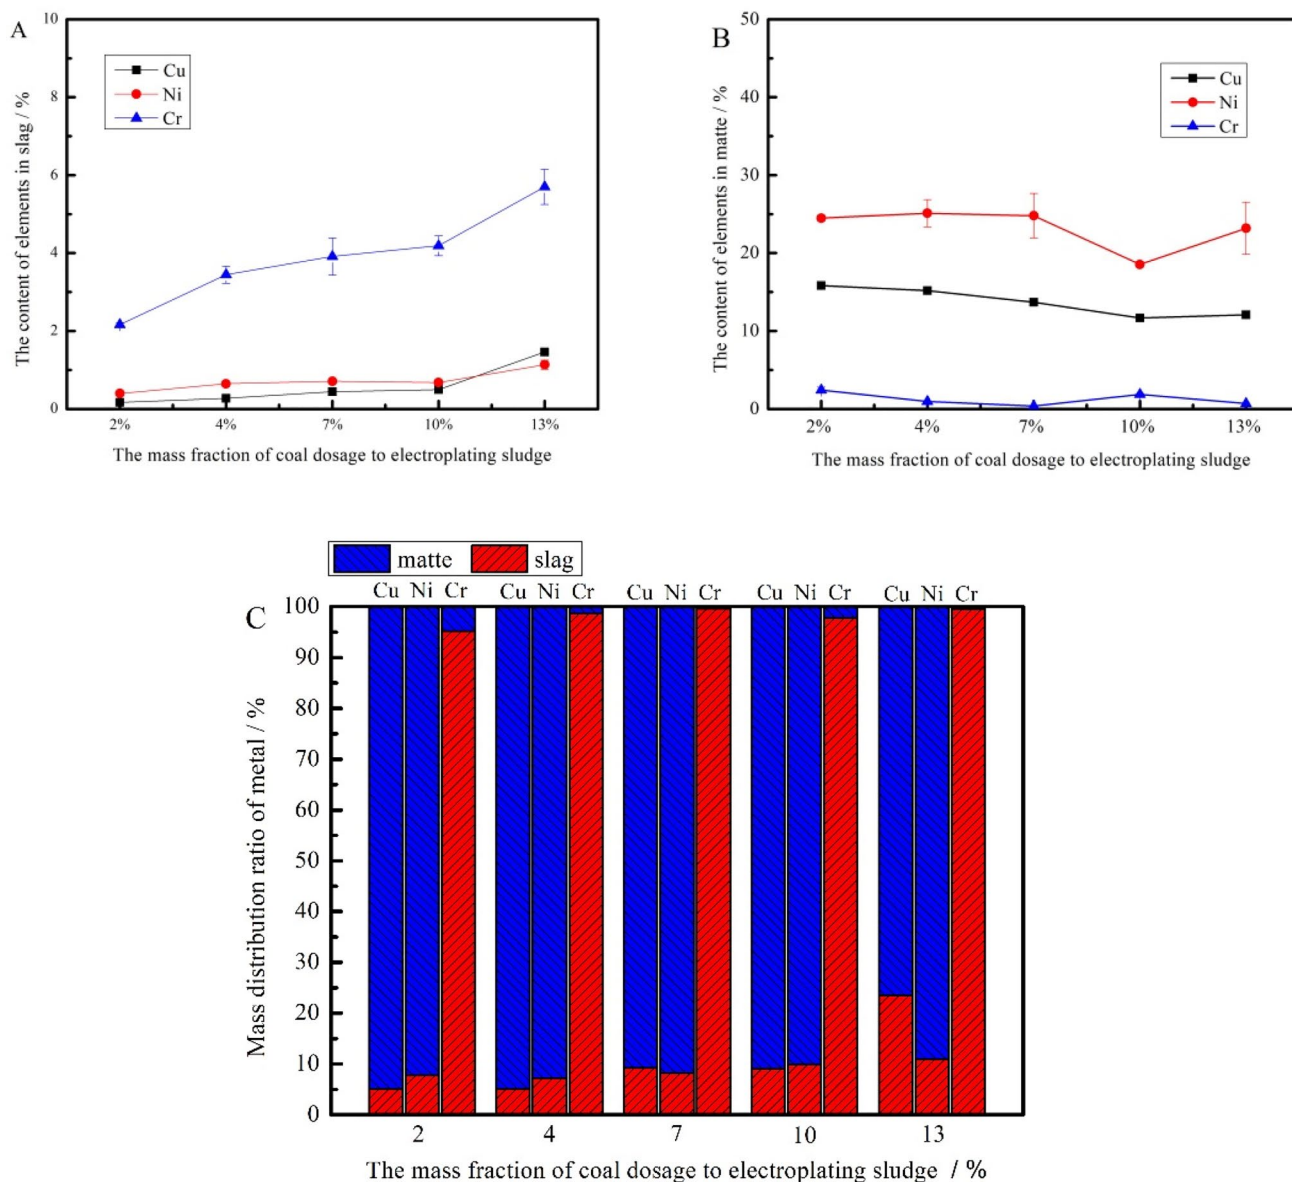 A
Cu
Ni
Cr
10
8
6
4
2
0
The content of elements in slag / %
2% 4% 7% 10% 13%
The mass fraction of coal dosage to electroplating sludge
B
Cu
Ni
Cr
50
40
30
20
10
0
The content of elements in matte / %
2% 4% 7% 10% 13%
The mass fraction of coal dosage to electroplating sludge
matte slag
Cu Ni Cr Cu Ni Cr Cu Ni Cr Cu Ni Cr Cu Ni Cr
C
100
90
80
70
60
50
40
30
20
10
0
Mass distribution ratio of metal / %
2 4 7 10 13
The mass fraction of coal dosage to electroplating sludge / %